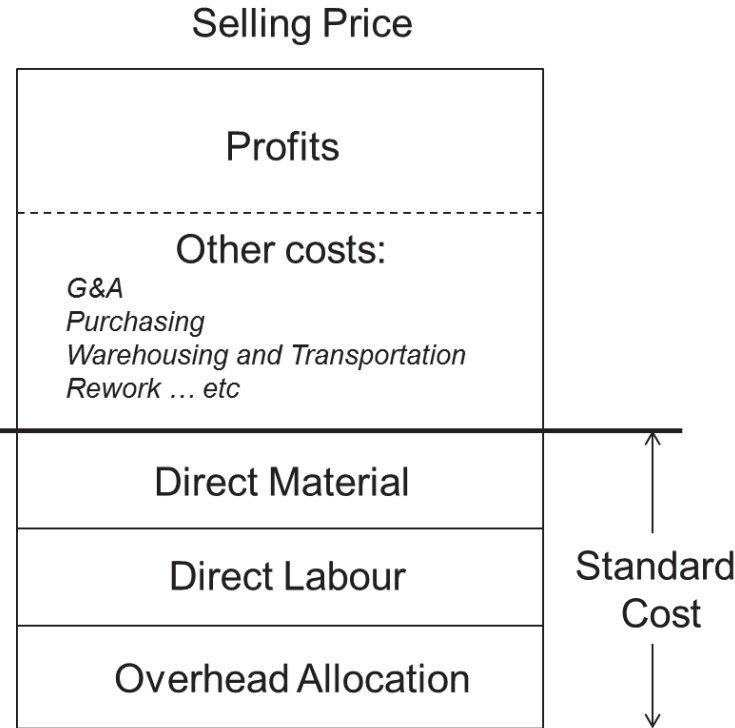 Selling Price
Profits
Other costs:
G&A
Purchasing
Warehousing and Transportation
Rework … etc
Direct Material
Direct Labour
Overhead Allocation
Standard
Cost